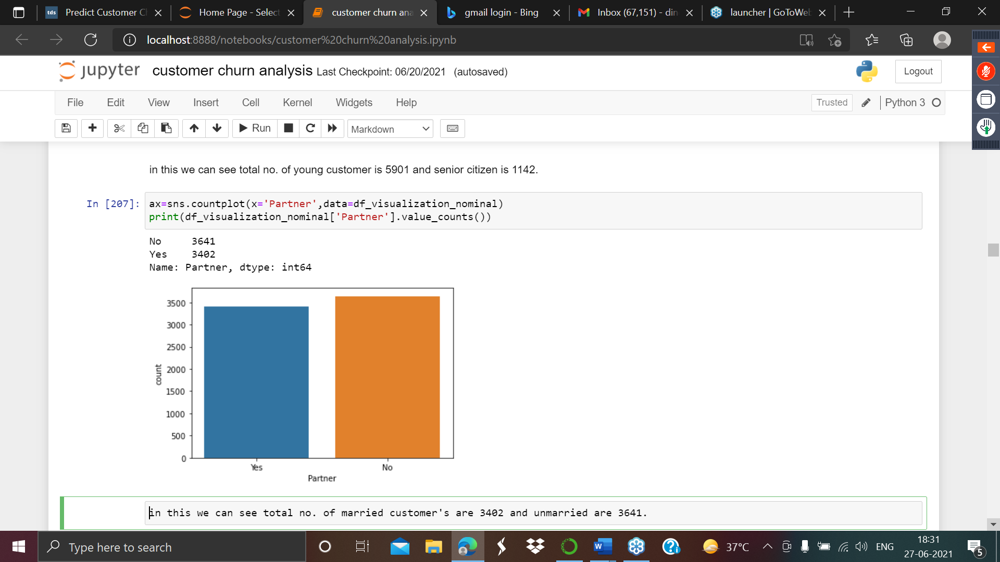 tds Predict Customer C
Home Page - Select
customer churn ana
gmail login - Bing
Inbox (67,151) - din
launcher | GoToWeb
localhost:8888/notebooks/customer%20churn%20analysis.ipynb
jupyter customer churn analysis Last Checkpoint: 06/20/2021 (autosaved)
Logout
File Edit View Insert Cell Kernel Widgets Help
Trusted
Python 3
Run
Markdown
in this we can see total no. of young customer is 5901 and senior citizen is 1142.
In [207]: ax=sns.countplot(x='Partner',data=df_visualization_nominal)
print(df_visualization_nominal['Partner'].value_counts())
No 3641
Yes 3402
Name: Partner, dtype: int64
3500
3000
2500
2000
1500
1000
500
0
count
Yes No
Partner
in this we can see total no. of married customer's are 3402 and unmarried are 3641.
Type here to search
37°C
ENG
18:31
27-06-2021
5